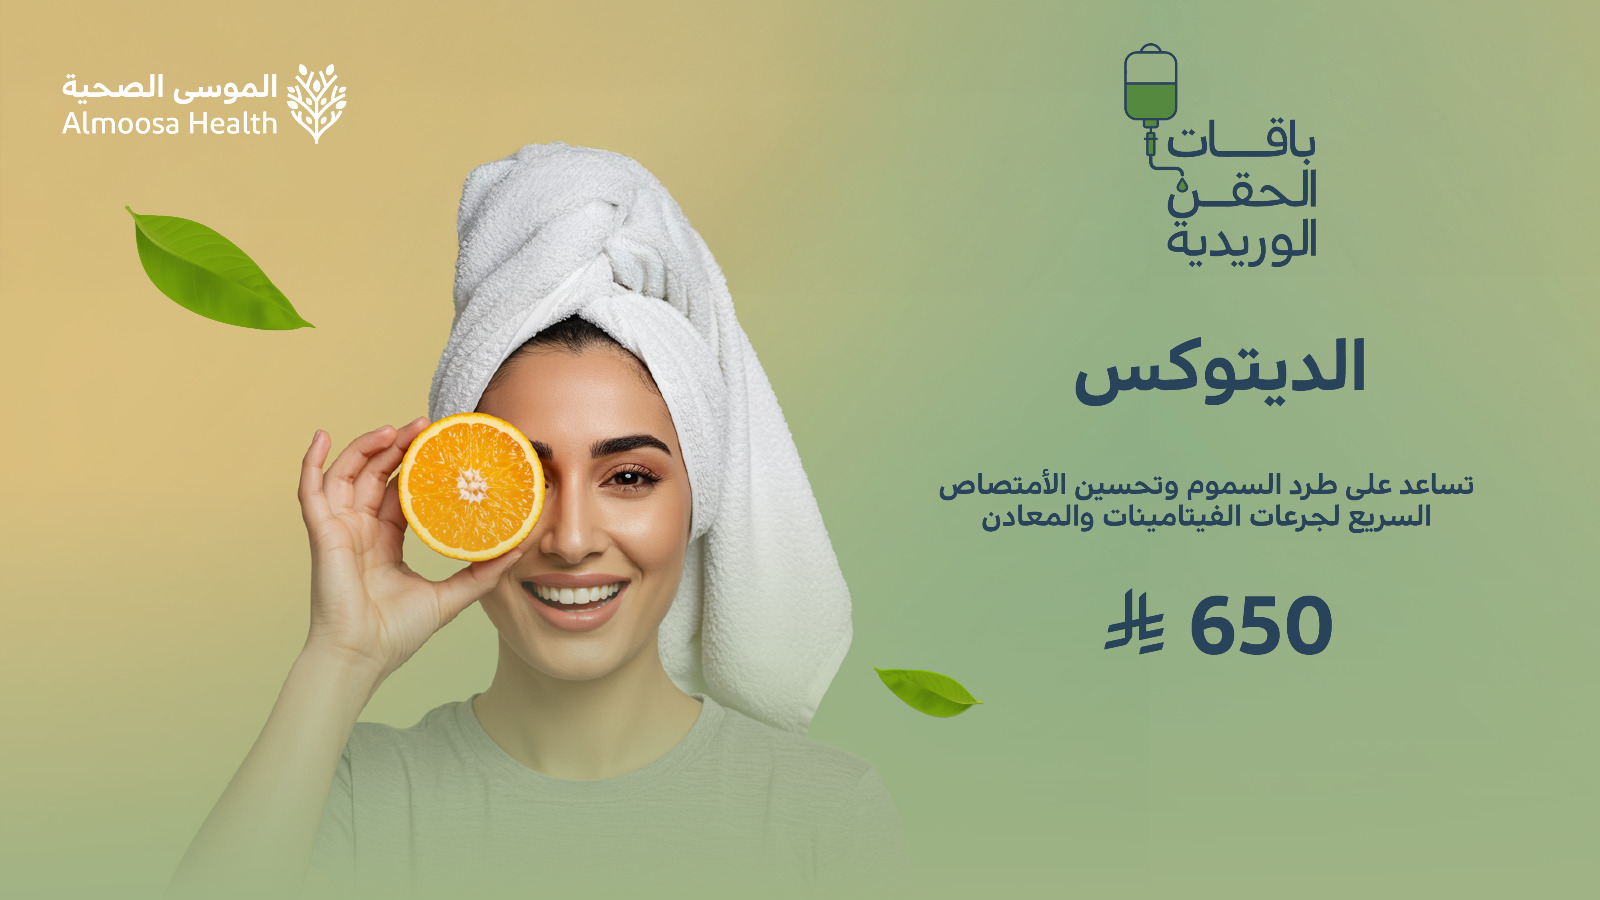 الموسى الصحية
Almoosa Health
باقات
الحقن
الوريدية
الديتوكس
تساعد على طرد السموم وتحسين الأمتصاص
السريع لجرعات الفيتامينات والمعادن
650 ⃁